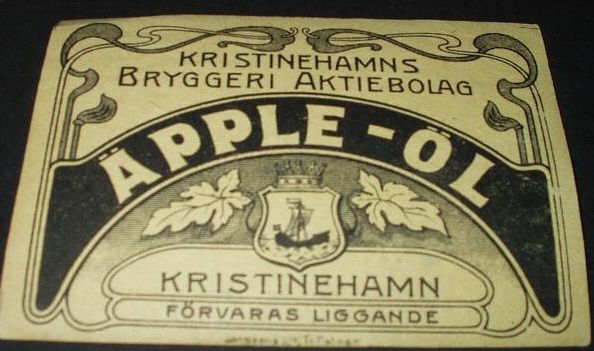 KRISTINEHAMNS
BRYGGERI AKTIEBOLAG
ÄPPLE-ÖL
KRISTINEHAMN
FÖRVARAS LIGGANDE